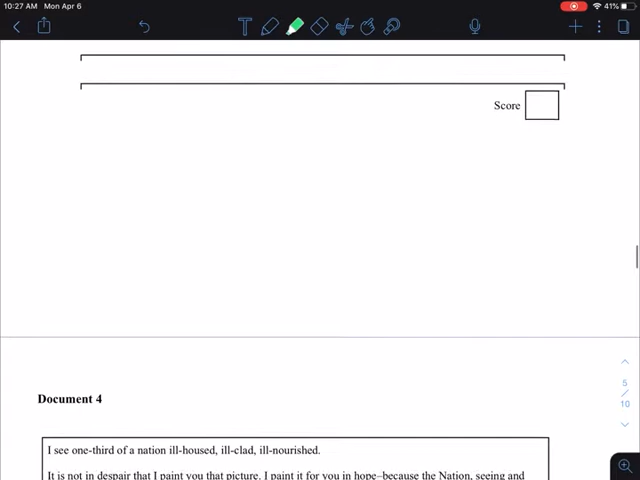 10:27 AM Mon Apr 6
41%
T
Score
5
/
10
Document 4
I see one-third of a nation ill-housed, ill-clad, ill-nourished.
It is not in despair that I paint you that picture. I paint it for you in hope–because the Nation, seeing and